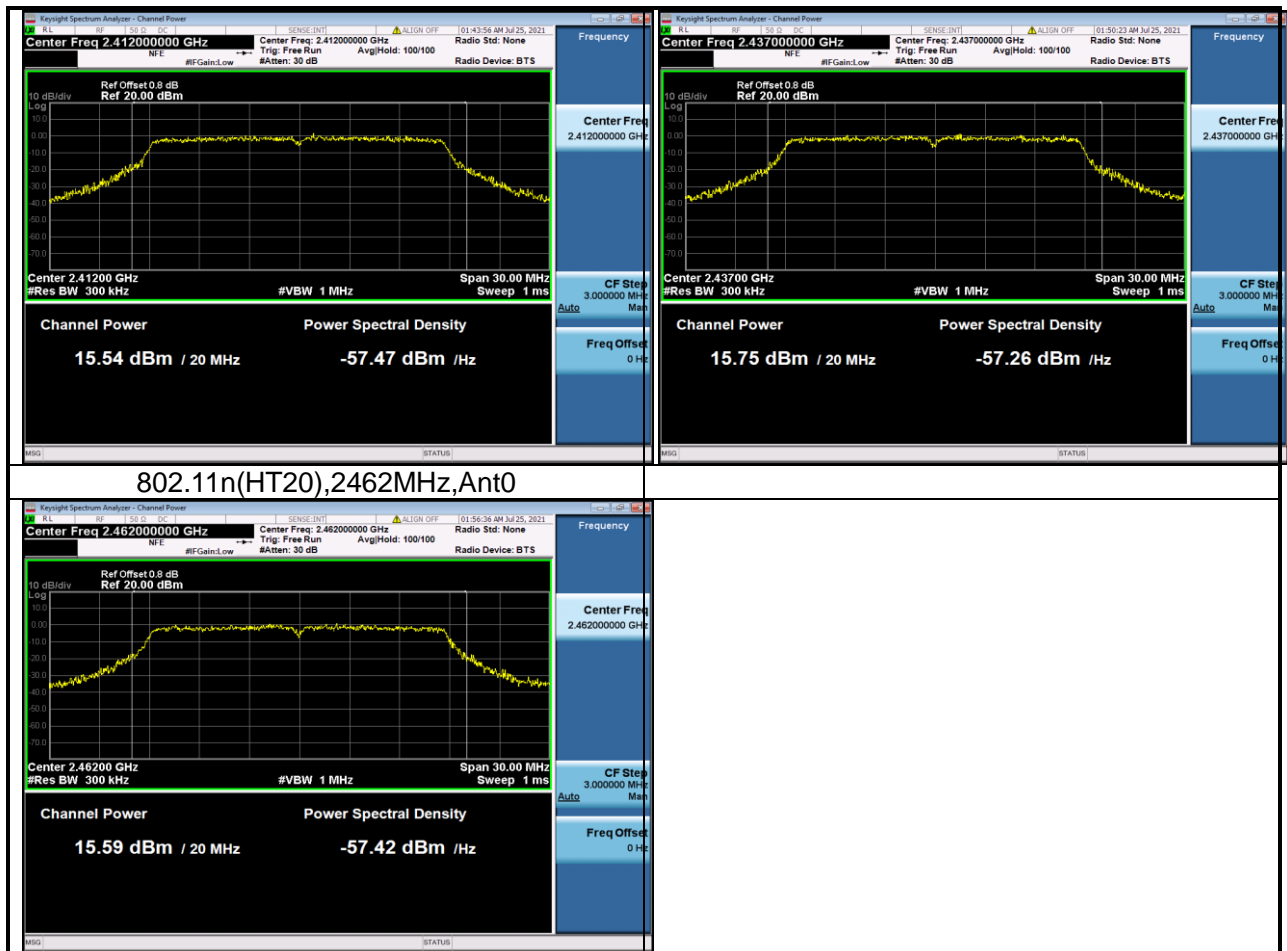 Keysight Spectrum Analyzer - Channel Power
RL RF 50 Ω DC SENSE:INT ALIGN OFF 01:43:56 AM Jul 25, 2021
Center Freq 2.412000000 GHz Center Freq: 2.412000000 GHz Radio Std: None Frequency
NFE Trig: Free Run Avg|Hold: 100/100
#IFGain:Low #Atten: 30 dB Radio Device: BTS
Ref Offset 0.8 dB
10 dB/div Ref 20.00 dBm
Log
10.0
0.00
-10.0
-20.0
-30.0
-40.0
-50.0
-60.0
-70.0
Center Freq
2.412000000 GHz
Center 2.41200 GHz Span 30.00 MHz
#Res BW 300 kHz #VBW 1 MHz Sweep 1 ms
CF Step
3.000000 MHz
Auto Man
Channel Power Power Spectral Density
15.54 dBm / 20 MHz -57.47 dBm /Hz
Freq Offset
0 Hz
MSG STATUS
Keysight Spectrum Analyzer - Channel Power
RL RF 50 Ω DC SENSE:INT ALIGN OFF 01:50:23 AM Jul 25, 2021
Center Freq 2.437000000 GHz Center Freq: 2.437000000 GHz Radio Std: None Frequency
NFE Trig: Free Run Avg|Hold: 100/100
#IFGain:Low #Atten: 30 dB Radio Device: BTS
Ref Offset 0.8 dB
10 dB/div Ref 20.00 dBm
Log
10.0
0.00
-10.0
-20.0
-30.0
-40.0
-50.0
-60.0
-70.0
Center Freq
2.437000000 GHz
Center 2.43700 GHz Span 30.00 MHz
#Res BW 300 kHz #VBW 1 MHz Sweep 1 ms
CF Step
3.000000 MHz
Auto Man
Channel Power Power Spectral Density
15.75 dBm / 20 MHz -57.26 dBm /Hz
Freq Offset
0 Hz
MSG STATUS
802.11n(HT20),2462MHz,Ant0
Keysight Spectrum Analyzer - Channel Power
RL RF 50 Ω DC SENSE:INT ALIGN OFF 01:56:36 AM Jul 25, 2021
Center Freq 2.462000000 GHz Center Freq: 2.462000000 GHz Radio Std: None Frequency
NFE Trig: Free Run Avg|Hold: 100/100
#IFGain:Low #Atten: 30 dB Radio Device: BTS
Ref Offset 0.8 dB
10 dB/div Ref 20.00 dBm
Log
10.0
0.00
-10.0
-20.0
-30.0
-40.0
-50.0
-60.0
-70.0
Center Freq
2.462000000 GHz
Center 2.46200 GHz Span 30.00 MHz
#Res BW 300 kHz #VBW 1 MHz Sweep 1 ms
CF Step
3.000000 MHz
Auto Man
Channel Power Power Spectral Density
15.59 dBm / 20 MHz -57.42 dBm /Hz
Freq Offset
0 Hz
MSG STATUS